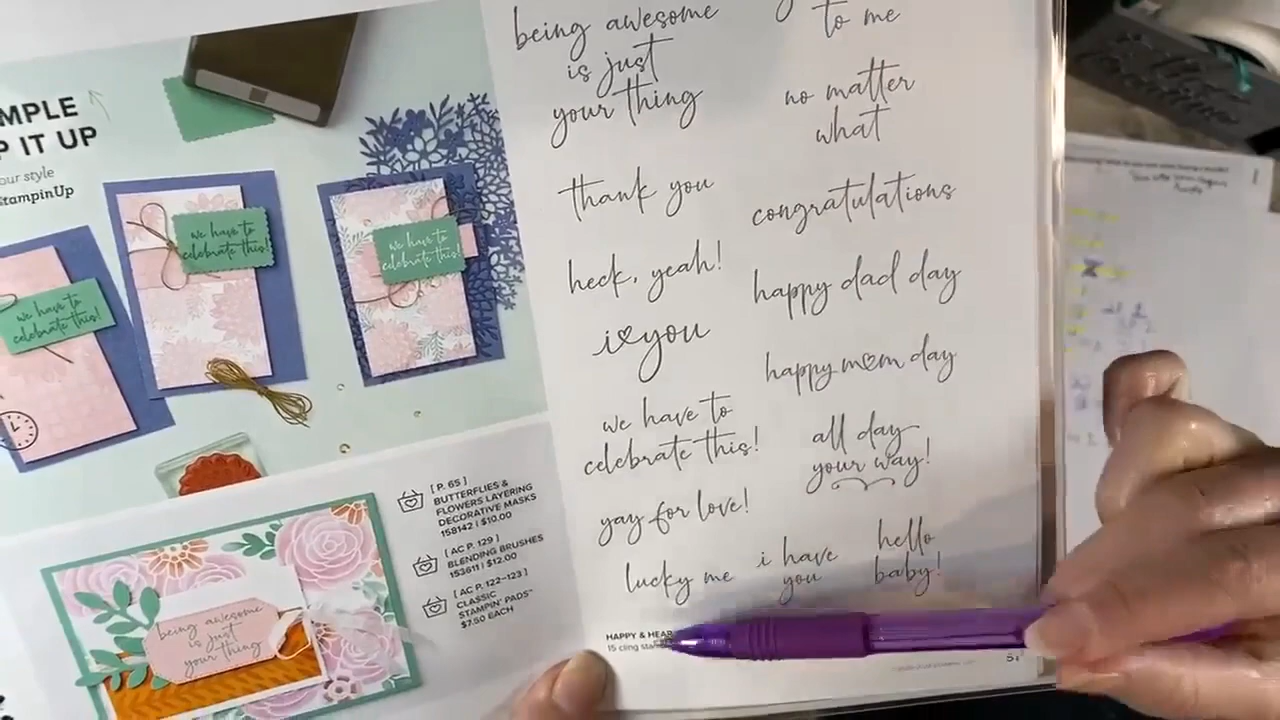 MPLE
P IT UP
our style
StampinUp
we have to
celebrate this!
we have to
celebrate this!
we have to
celebrate this!
being awesome
is just
your thing
[ P. 65 ]
BUTTERFLIES &
FLOWERS LAYERING
DECORATIVE MASKS
158142 | $10.00
[ AC P. 129 ]
BLENDING BRUSHES
153611 | $12.00
[ AC P. 122–123 ]
CLASSIC
STAMPIN' PADS™
$7.50 EACH
being awesome
is just
your thing
thank you
heck, yeah!
i you
we have to
celebrate this!
yay for love!
lucky me
to me
no matter
what
congratulations
happy dad day
happy mom day
all day
your way!
i have
you
hello
baby!
HAPPY & HEAR
15 cling stam